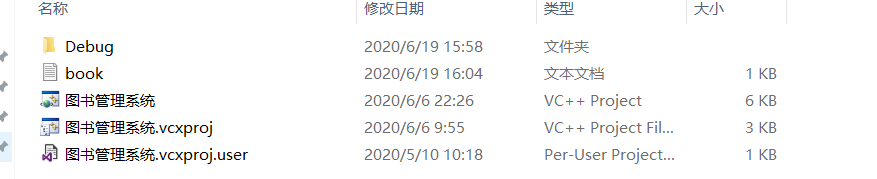 名称 修改日期 类型 大小
Debug 2020/6/19 15:58 文件夹
book 2020/6/19 16:04 文本文档 1 KB
图书管理系统 2020/6/6 22:26 VC++ Project 6 KB
图书管理系统.vcxproj 2020/6/6 9:55 VC++ Project Fil... 3 KB
图书管理系统.vcxproj.user 2020/5/10 10:18 Per-User Project... 1 KB